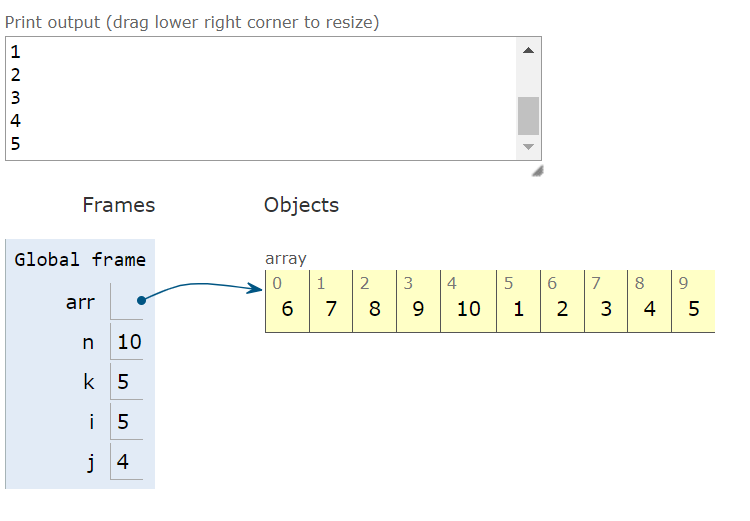 Print output (drag lower right corner to resize)
1
2
3
4
5
Frames Objects
Global frame
arr
n 10
k 5
i 5
j 4
array
0 1 2 3 4 5 6 7 8 9
6 7 8 9 10 1 2 3 4 5